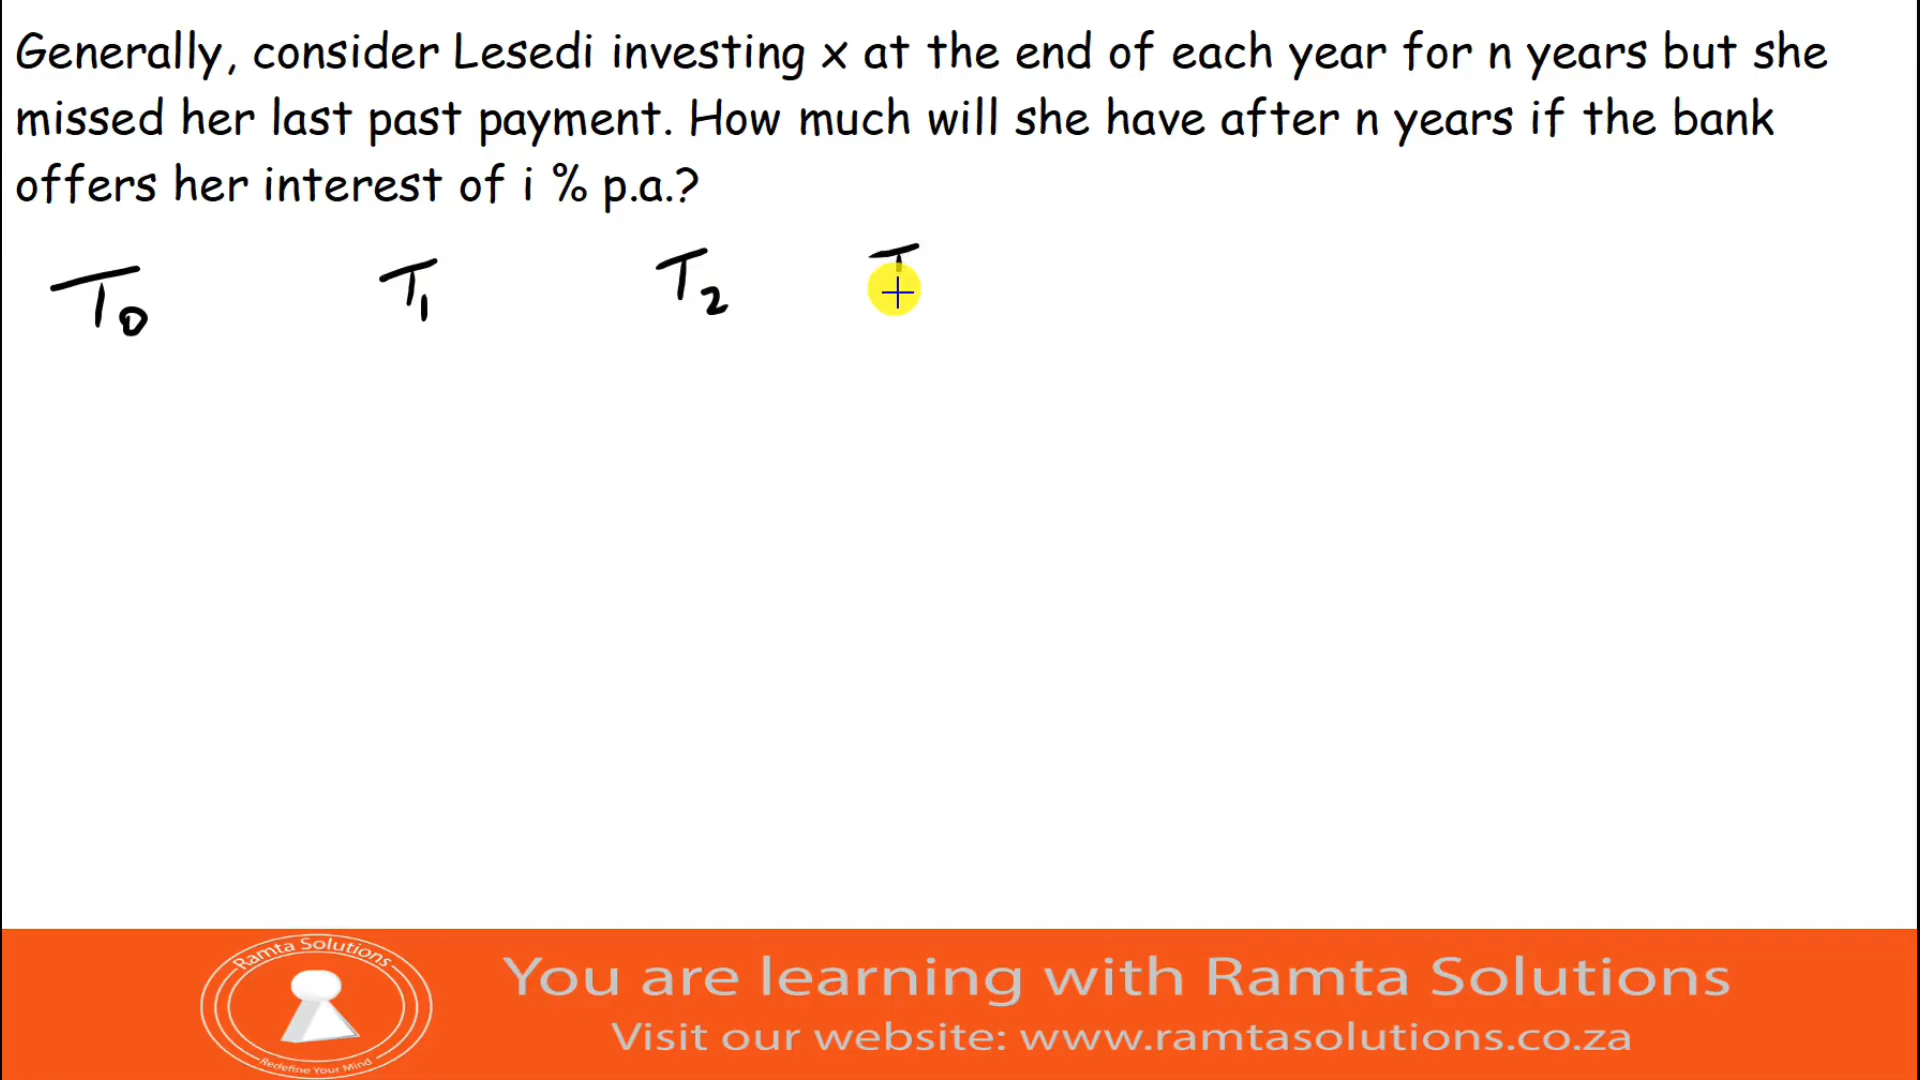 Generally, consider Lesedi investing x at the end of each year for n years but she
missed her last past payment. How much will she have after n years if the bank
offers her interest of i % p.a.?
T0 T1 T2 T
Ramta Solutions
Redefine Your Mind
You are learning with Ramta Solutions
Visit our website: www.ramtasolutions.co.za